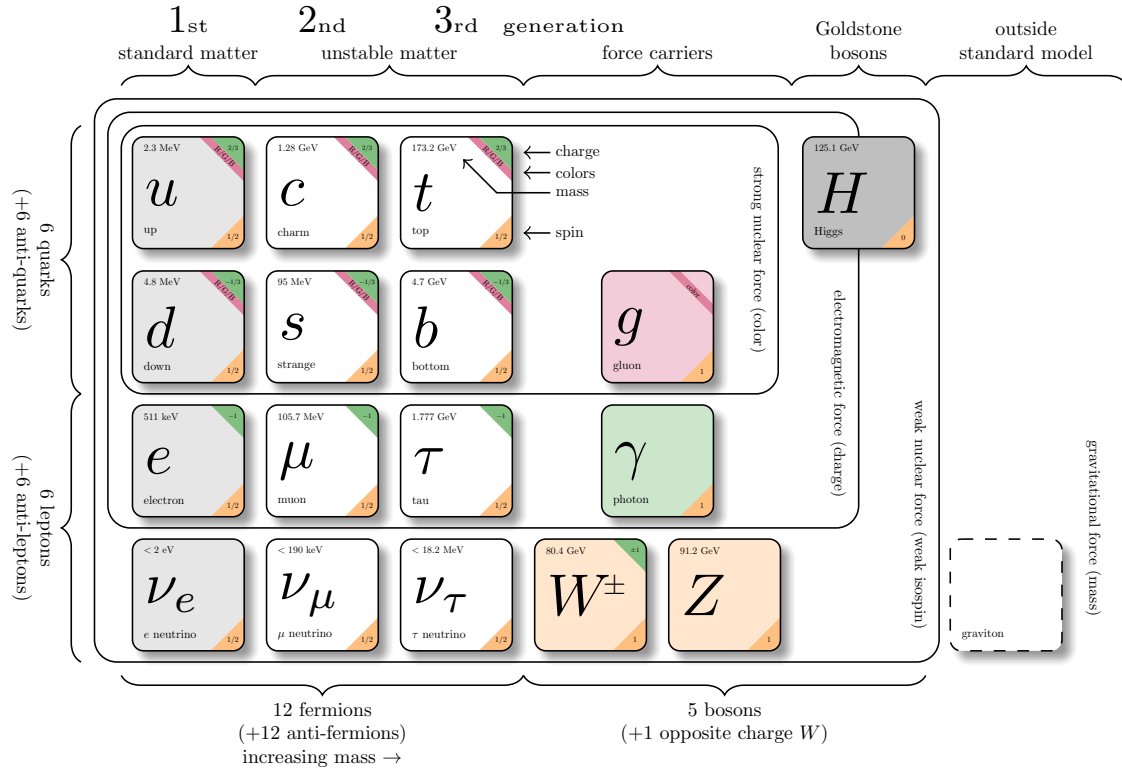 1st 2nd 3rd generation
standard matter
unstable matter
force carriers
Goldstone
bosons
outside
standard model
6 quarks
(+6 anti-quarks)
6 leptons
(+6 anti-leptons)
2.3 MeV
2/3
R/G/B
u
up
1/2
1.28 GeV
2/3
R/G/B
c
charm
1/2
173.2 GeV
2/3
R/G/B
t
top
1/2
charge
colors
mass
spin
strong nuclear force (color)
125.1 GeV
H
Higgs
0
4.8 MeV
−1/3
R/G/B
d
down
1/2
95 MeV
−1/3
R/G/B
s
strange
1/2
4.7 GeV
−1/3
R/G/B
b
bottom
1/2
color
g
gluon
1
electromagnetic force (charge)
511 keV
−1
e
electron
1/2
105.7 MeV
−1
μ
muon
1/2
1.777 GeV
−1
τ
tau
1/2
γ
photon
1
weak nuclear force (weak isospin)
gravitational force (mass)
< 2 eV
νe
e neutrino
1/2
< 190 keV
νμ
μ neutrino
1/2
< 18.2 MeV
ντ
τ neutrino
1/2
80.4 GeV
±1
W±
1
91.2 GeV
Z
1
graviton
12 fermions
(+12 anti-fermions)
increasing mass →
5 bosons
(+1 opposite charge W)